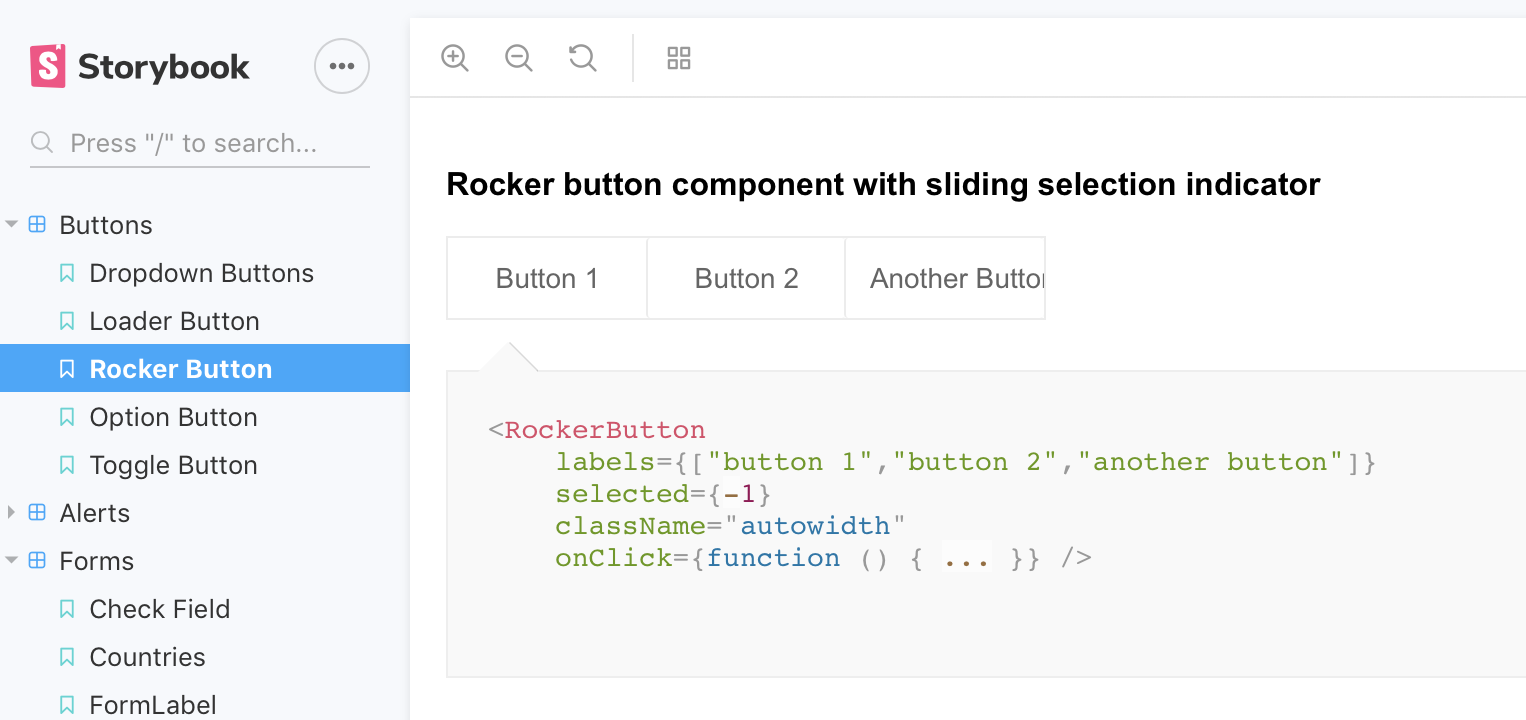 Storybook
Press "/" to search...
Buttons
Dropdown Buttons
Loader Button
Rocker Button
Option Button
Toggle Button
Alerts
Forms
Check Field
Countries
FormLabel
Rocker button component with sliding selection indicator
Button 1
Button 2
Another Button
<RockerButton
labels={["button 1","button 2","another button"]}
selected={-1}
className="autowidth"
onClick={function () { ... }} />